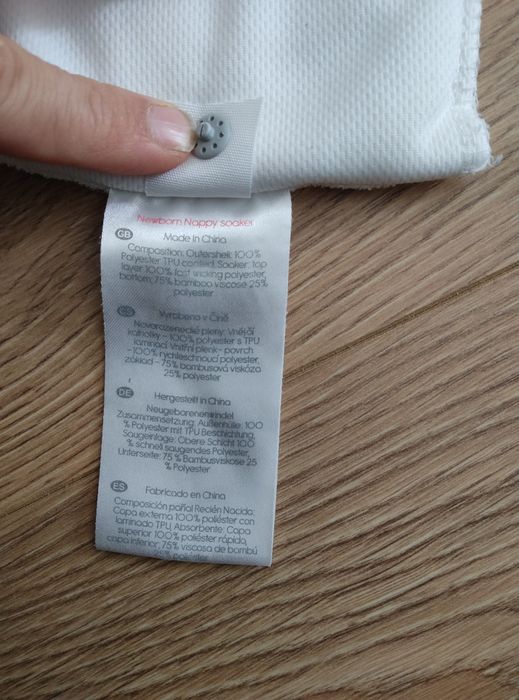 Newborn Nappy soaker
GB Made in China
Composition: Outershell: 100%
Polyester TPU coated, Soaker: top
layer 100% fast wicking polyester,
bottom; 75% bamboo viscose 25%
polyester
CS Vyrobeno v Číně
Novorozenecké pleny: Vnější
kalhotky - 100% polyester s TPU
laminací Vnitřní plenk- povrch
-100% rychleschnoucí polyester,
základ - 75% bambusová viskóza
25% polyester
DE Hergestellt in China
Neugebarenenwindel
Zusammensetzung: Außenhülle: 100
% Polyester mit TPU Beschichtung,
Saugeinlage: Obere Schicht 100
% schnell saugendes Polyester,
Unterseite: 75 % Bambusviskose 25
% Polyester
ES Fabricado en China
Composición pañal Recién Nacido:
Capa externa 100% poliéster con
laminado TPU, Absorbente: Capa
superior 100% poliéster rápido,
capa inferior: 75% viscosa de bambú
poliéster